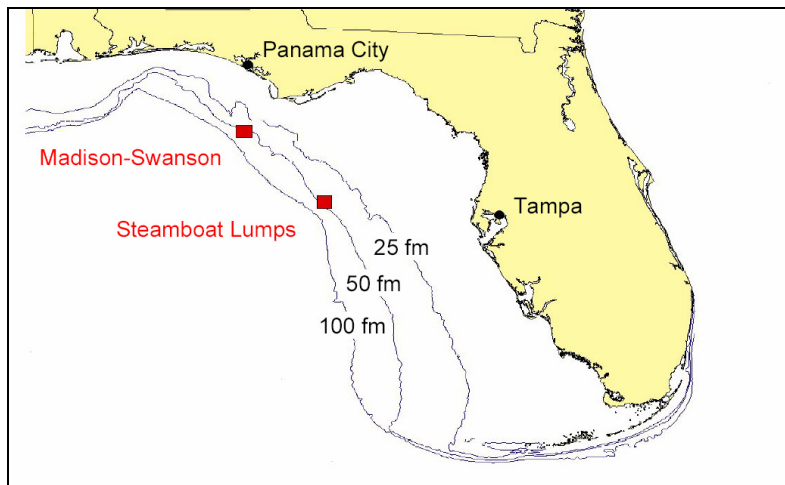 Panama City
Madison-Swanson
Tampa
Steamboat Lumps
25 fm
50 fm
100 fm